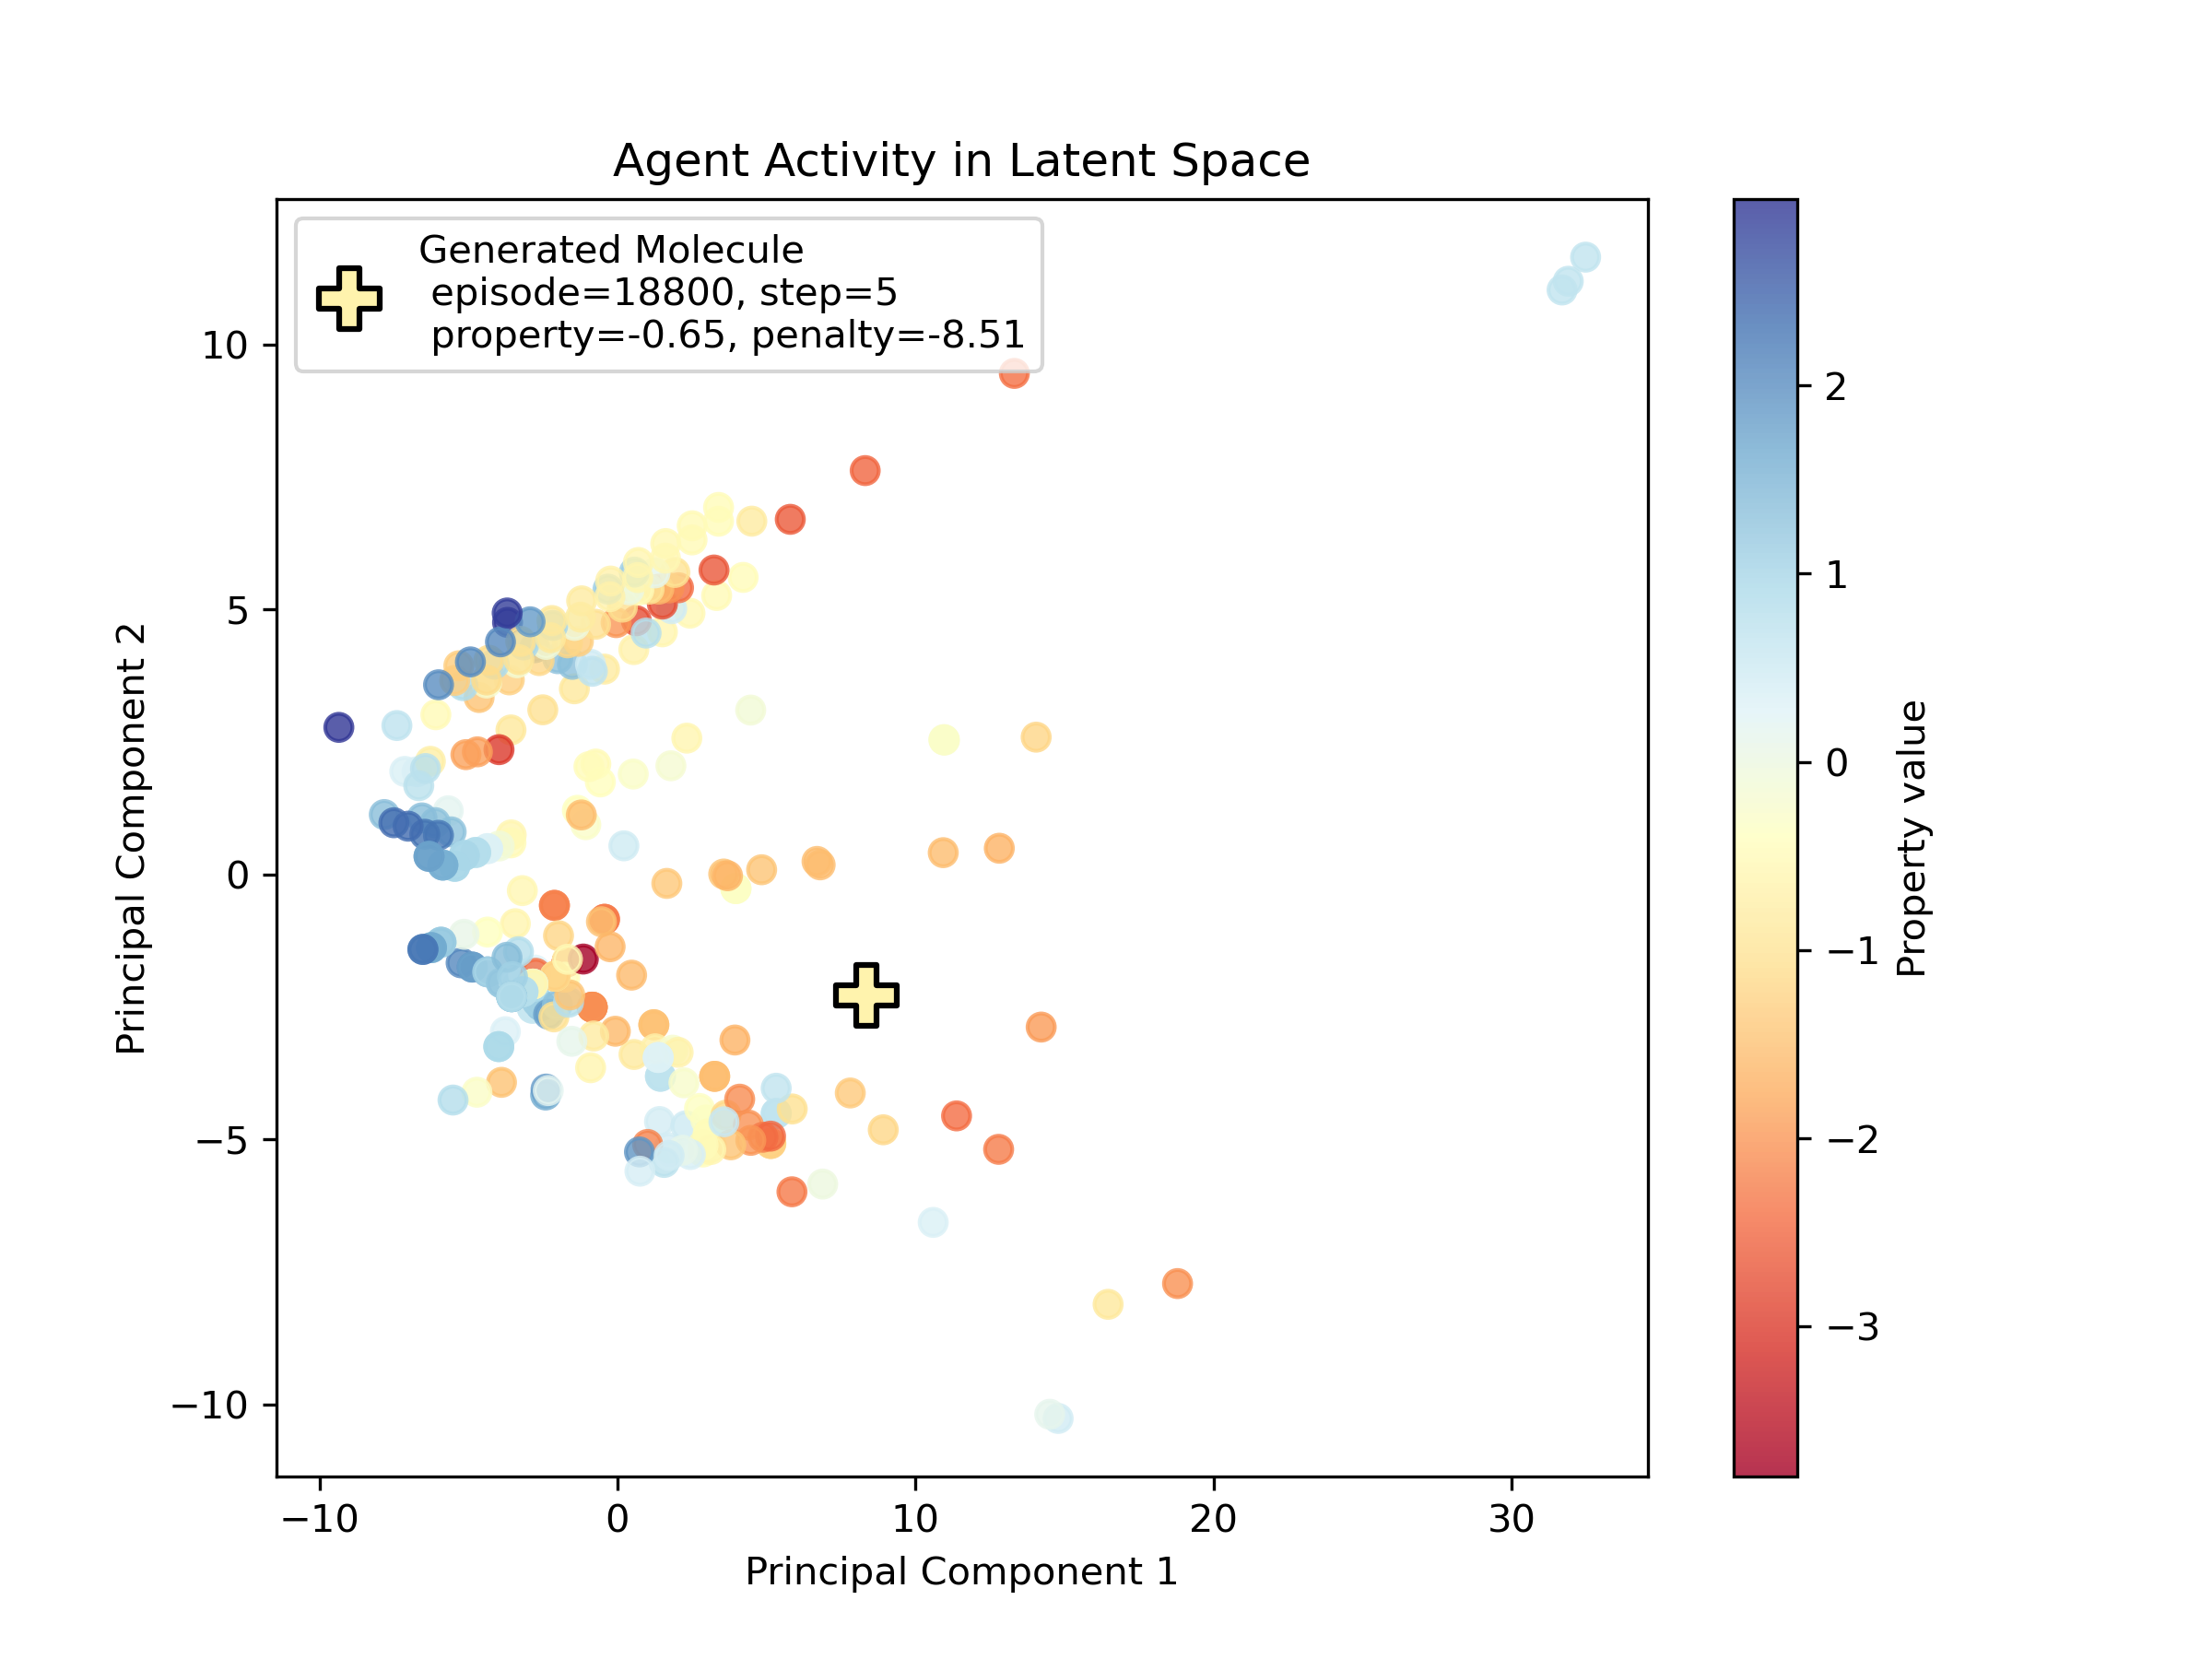 Agent Activity in Latent Space
Generated Molecule
episode=18800, step=5
property=-0.65, penalty=-8.51
10
5
0
−5
−10
Principal Component 2
−10
0
10
20
30
Principal Component 1
2
1
0
−1
−2
−3
Property value